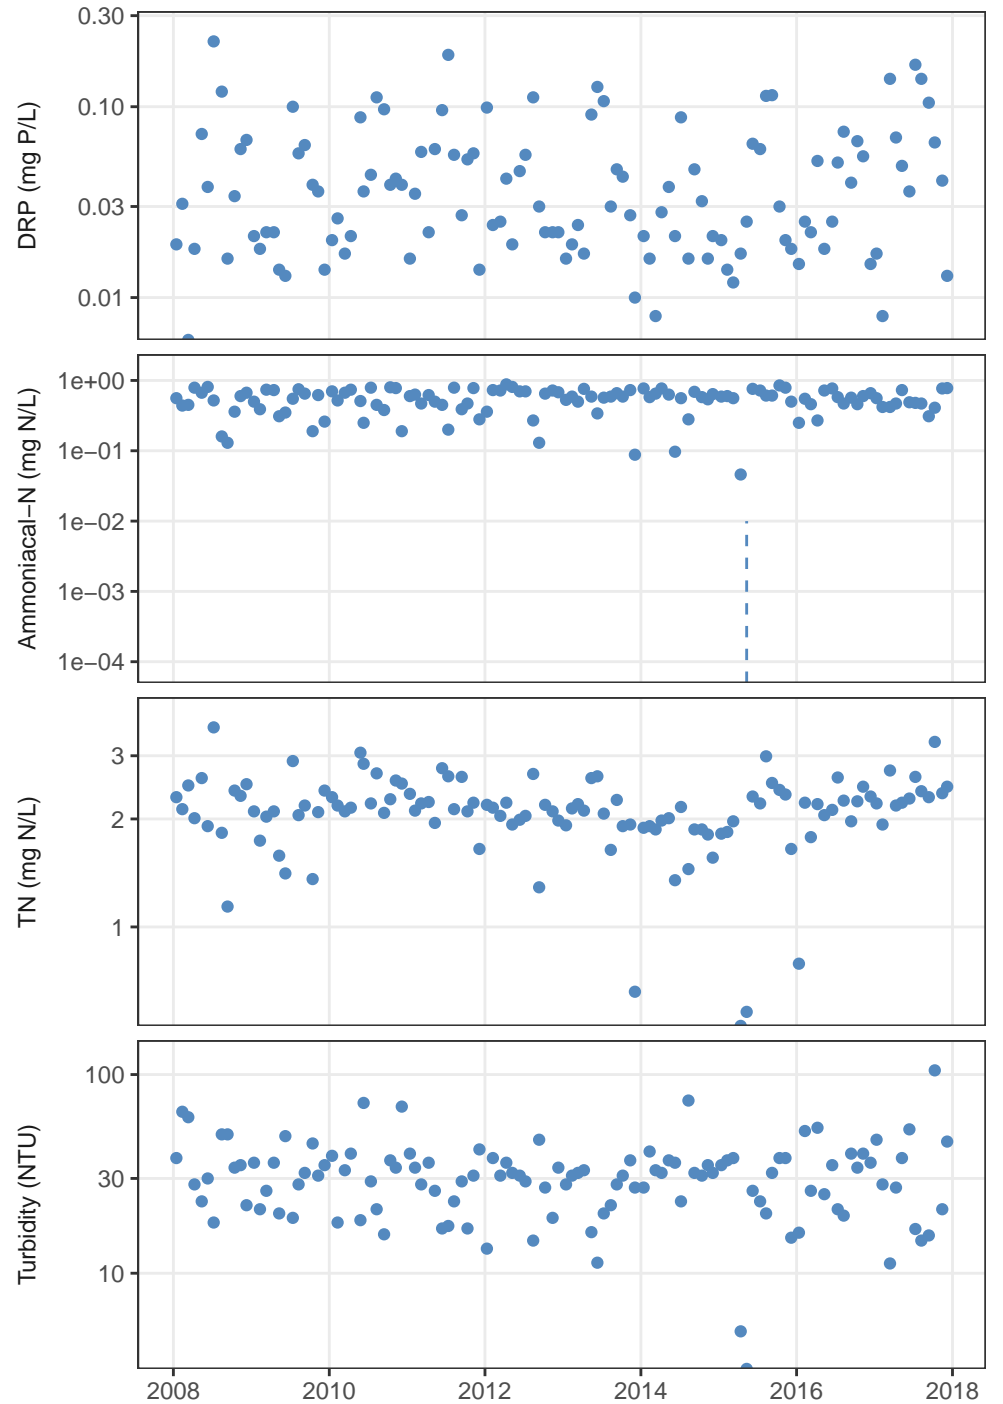 DRP (mg P/L)
0.30
0.10
0.03
0.01
Ammoniacal−N (mg N/L)
1e+00
1e−01
1e−02
1e−03
1e−04
TN (mg N/L)
3
2
1
Turbidity (NTU)
100
30
10
2008 2010 2012 2014 2016 2018